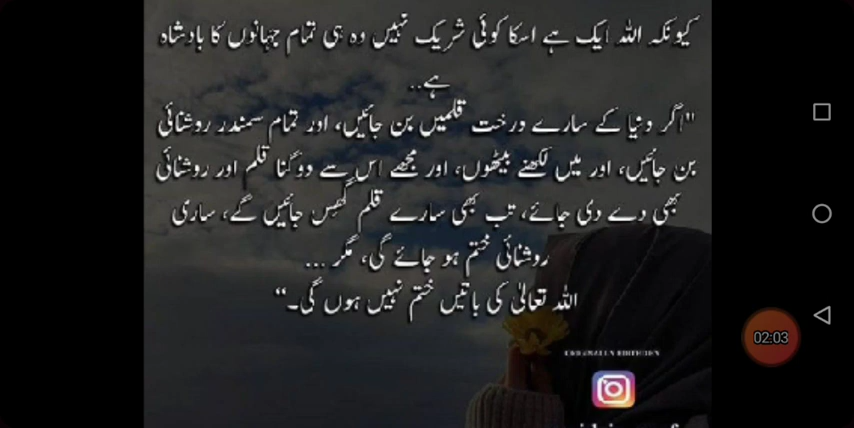 کیونکہ اللہ ایک ہے اسکا کوئی شریک نہیں وہ ہی تمام جہانوں کا بادشاہ
ہے..
"اگر دنیا کے سارے درخت قلمیں بن جائیں، اور تمام سمندر روشنائی
بن جائیں، اور میں لکھنے بیٹھوں، اور مجھے اس سے دوگنا قلم اور روشنائی
بھی دے دی جائے، تب بھی سارے قلم گھِس جائیں گے، ساری
روشنائی ختم ہو جائے گی، مگر ...
اللہ تعالیٰ کی باتیں ختم نہیں ہوں گی۔"
02:03